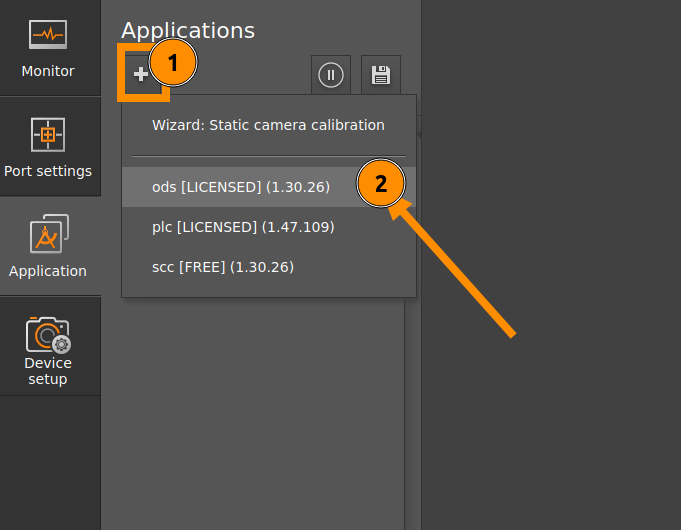 Monitor
Port settings
Application
Device
setup
Applications
1
Wizard: Static camera calibration
ods [LICENSED] (1.30.26)
2
plc [LICENSED] (1.47.109)
scc [FREE] (1.30.26)